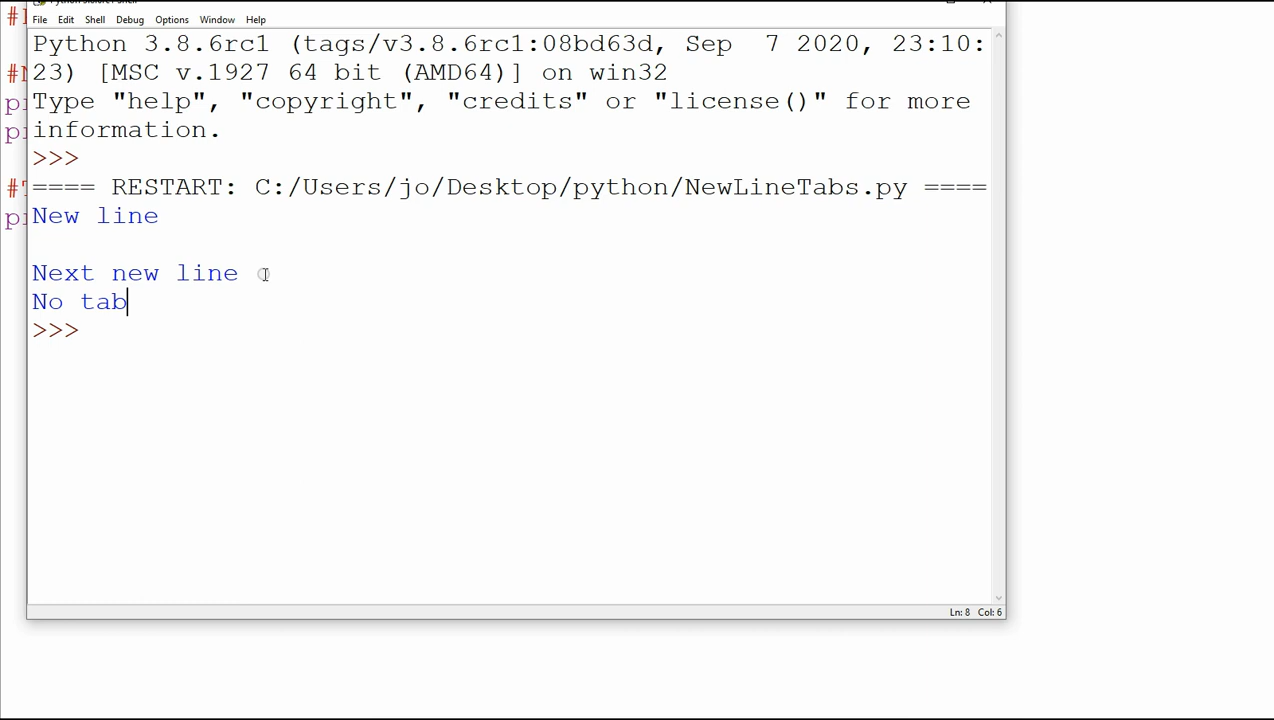 File Edit Shell Debug Options Window Help
Python 3.8.6rc1 (tags/v3.8.6rc1:08bd63d, Sep  7 2020, 23:10:
23) [MSC v.1927 64 bit (AMD64)] on win32
Type "help", "copyright", "credits" or "license()" for more
information.
>>>
==== RESTART: C:/Users/jo/Desktop/python/NewLineTabs.py ====
New line
Next new line
No tab
>>>
Ln: 8 Col: 6